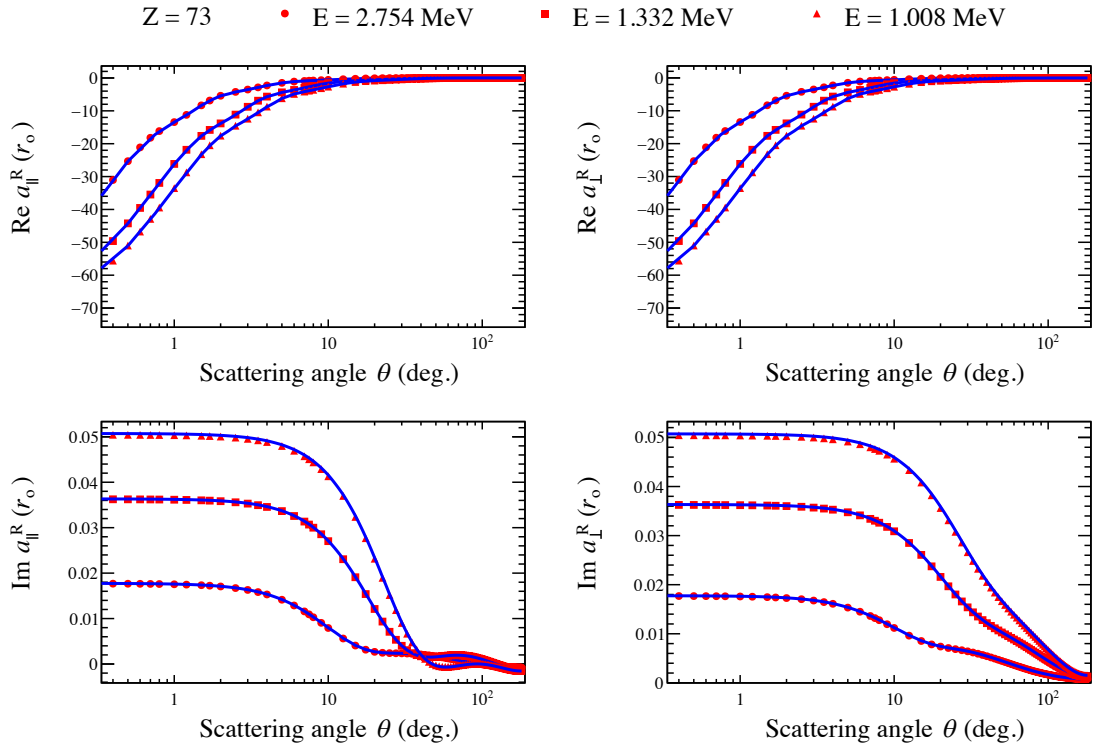 Z = 73 E = 2.754 MeV E = 1.332 MeV E = 1.008 MeV
Re a∥^R (r_o)
0
−10
−20
−30
−40
−50
−60
−70
1 10 10²
Scattering angle θ (deg.)
Re a⊥^R (r_o)
0
−10
−20
−30
−40
−50
−60
−70
1 10 10²
Scattering angle θ (deg.)
Im a∥^R (r_o)
0.05
0.04
0.03
0.02
0.01
0
1 10 10²
Scattering angle θ (deg.)
Im a⊥^R (r_o)
0.05
0.04
0.03
0.02
0.01
0
1 10 10²
Scattering angle θ (deg.)